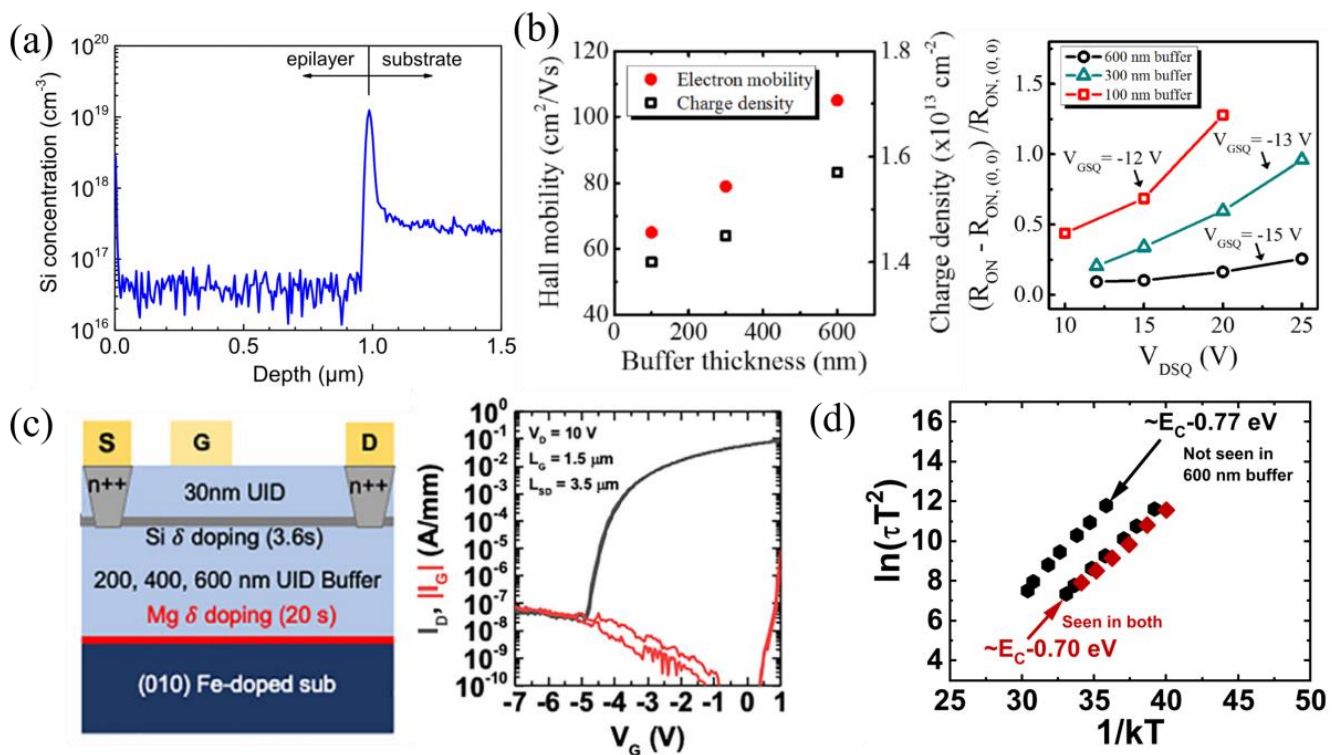 (a)
10^20
10^19
10^18
10^17
10^16
Si concentration (cm^-3)
epilayer
substrate
0.0
0.5
1.0
1.5
Depth (μm)
(b)
120
100
80
60
40
Hall mobility (cm^2/Vs)
Electron mobility
Charge density
1.8
1.6
1.4
Charge density (x10^13 cm^-2)
0
200
400
600
Buffer thickness (nm)
600 nm buffer
300 nm buffer
100 nm buffer
1.5
1.0
0.5
0.0
(R_ON - R_ON, (0,0)) /R_ON, (0,0)
V_GSQ= -12 V
V_GSQ= -13 V
V_GSQ= -15 V
10
15
20
25
V_DSQ (V)
(c)
S
G
D
n++
n++
30nm UID
Si δ doping (3.6s)
200, 400, 600 nm UID Buffer
Mg δ doping (20 s)
(010) Fe-doped sub
10^0
10^-1
10^-2
10^-3
10^-4
10^-5
10^-6
10^-7
10^-8
10^-9
10^-10
I_D, |I_G| (A/mm)
V_D = 10 V
L_G = 1.5 μm
L_SD = 3.5 μm
-7
-6
-5
-4
-3
-2
-1
0
1
V_G (V)
(d)
16
14
12
10
8
6
4
ln(τT^2)
~E_C-0.77 eV
Not seen in
600 nm buffer
Seen in both
~E_C-0.70 eV
25
30
35
40
1/kT